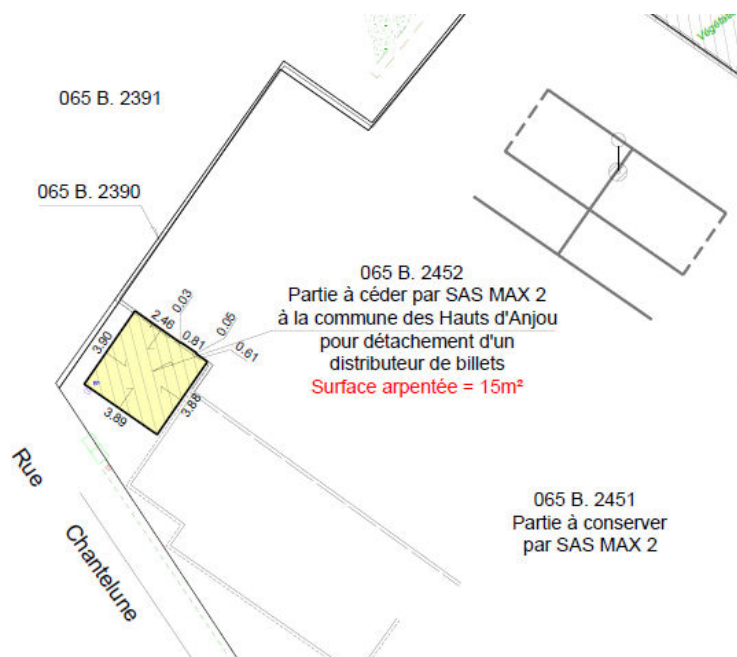 Végétal
065 B. 2391
065 B. 2390
065 B. 2452
Partie à céder par SAS MAX 2
à la commune des Hauts d'Anjou
pour détachement d'un
distributeur de billets
Surface arpentée = 15m²
0.03
2.46
0.05
0.81
0.61
3.90
3.88
3.89
Rue
Chantelune
065 B. 2451
Partie à conserver
par SAS MAX 2